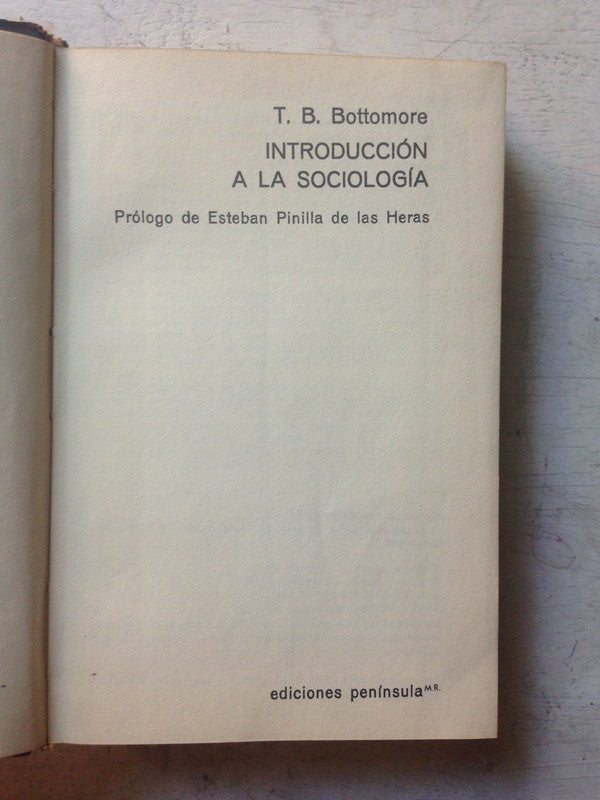 T. B. Bottomore
INTRODUCCIÓN
A LA SOCIOLOGÍA
Prólogo de Esteban Pinilla de las Heras
ediciones península M.R.